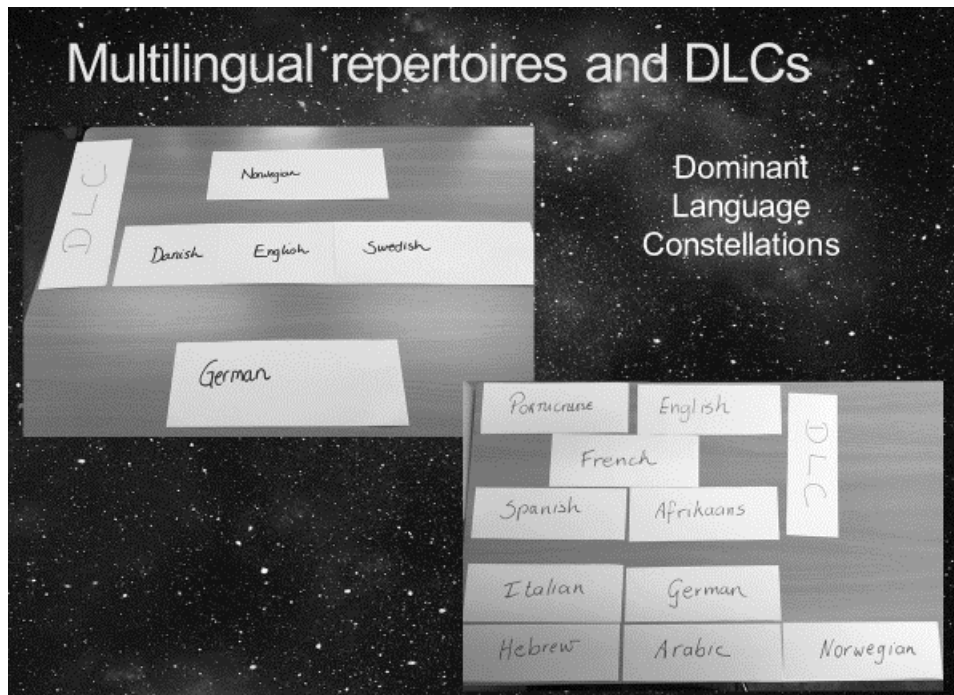 Multilingual repertoires and DLCs
Dominant
Language
Constellations
DLC
Norwegian
Danish English Swedish
German
PORTUGUESE English
French
DLC
Spanish Afrikaans
Italian German
Hebrew Arabic Norwegian